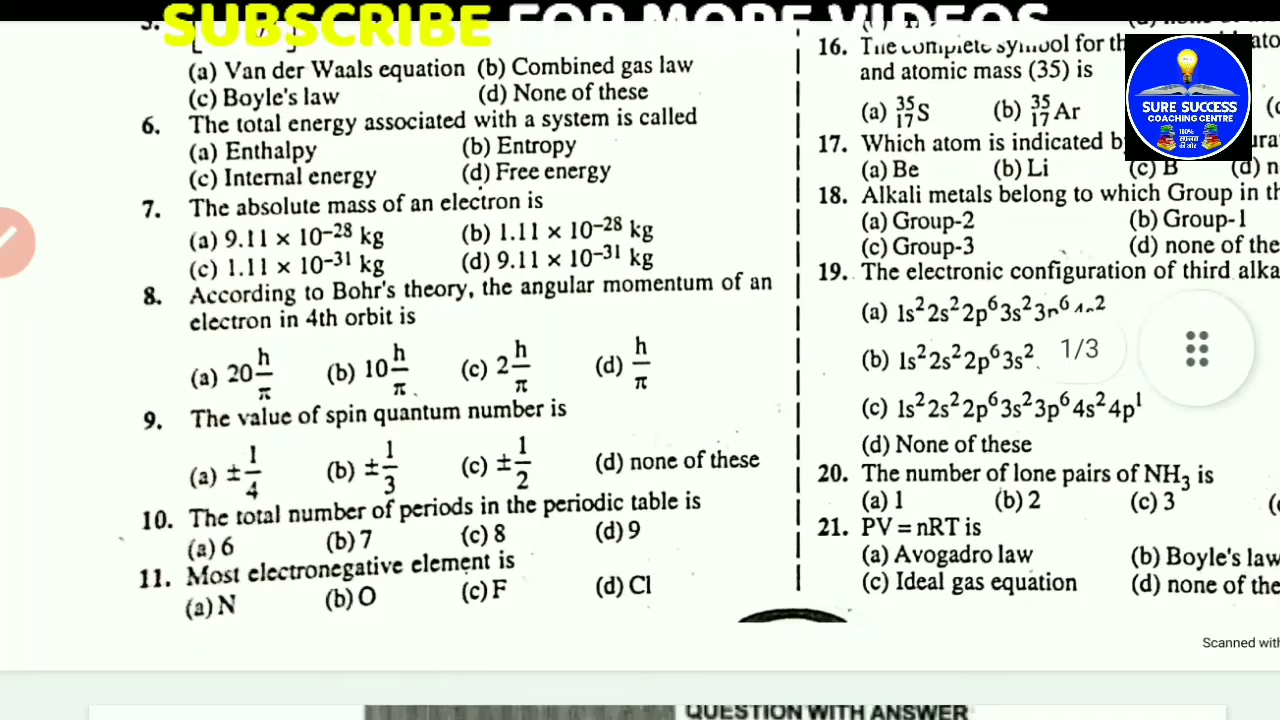 SUBSCRIBE FOR MORE VIDEOS
(a) Van der Waals equation (b) Combined gas law
(c) Boyle's law (d) None of these
6. The total energy associated with a system is called
(a) Enthalpy (b) Entropy
(c) Internal energy (d) Free energy
7. The absolute mass of an electron is
(a) 9.11 × 10⁻²⁸ kg (b) 1.11 × 10⁻²⁸ kg
(c) 1.11 × 10⁻³¹ kg (d) 9.11 × 10⁻³¹ kg
8. According to Bohr's theory, the angular momentum of an
electron in 4th orbit is
(a) 20 h/π (b) 10 h/π (c) 2 h/π (d) h/π
9. The value of spin quantum number is
(a) ± 1/4 (b) ± 1/3 (c) ± 1/2 (d) none of these
10. The total number of periods in the periodic table is
(a) 6 (b) 7 (c) 8 (d) 9
11. Most electronegative element is
(a) N (b) O (c) F (d) Cl
16. The complete symbol for
and atomic mass (35) is
(a) ³⁵₁₇S (b) ³⁵₁₇Ar
17. Which atom is indicated
(a) Be (b) Li (c) B (d)
18. Alkali metals belong to which Group in
(a) Group-2 (b) Group-1
(c) Group-3 (d) none of
19. The electronic configuration of third
(a) 1s²2s²2p⁶3s²3p⁶4s²
(b) 1s²2s²2p⁶3s²
(c) 1s²2s²2p⁶3s²3p⁶4s²4p¹
(d) None of these
20. The number of lone pairs of NH₃ is
(a) 1 (b) 2 (c) 3
21. PV = nRT is
(a) Avogadro law (b) Boyle's law
(c) Ideal gas equation (d) none of
SURE SUCCESS
COACHING CENTRE
100%
सफलता
की ओर
1/3
Scanned
QUESTION WITH ANSWER